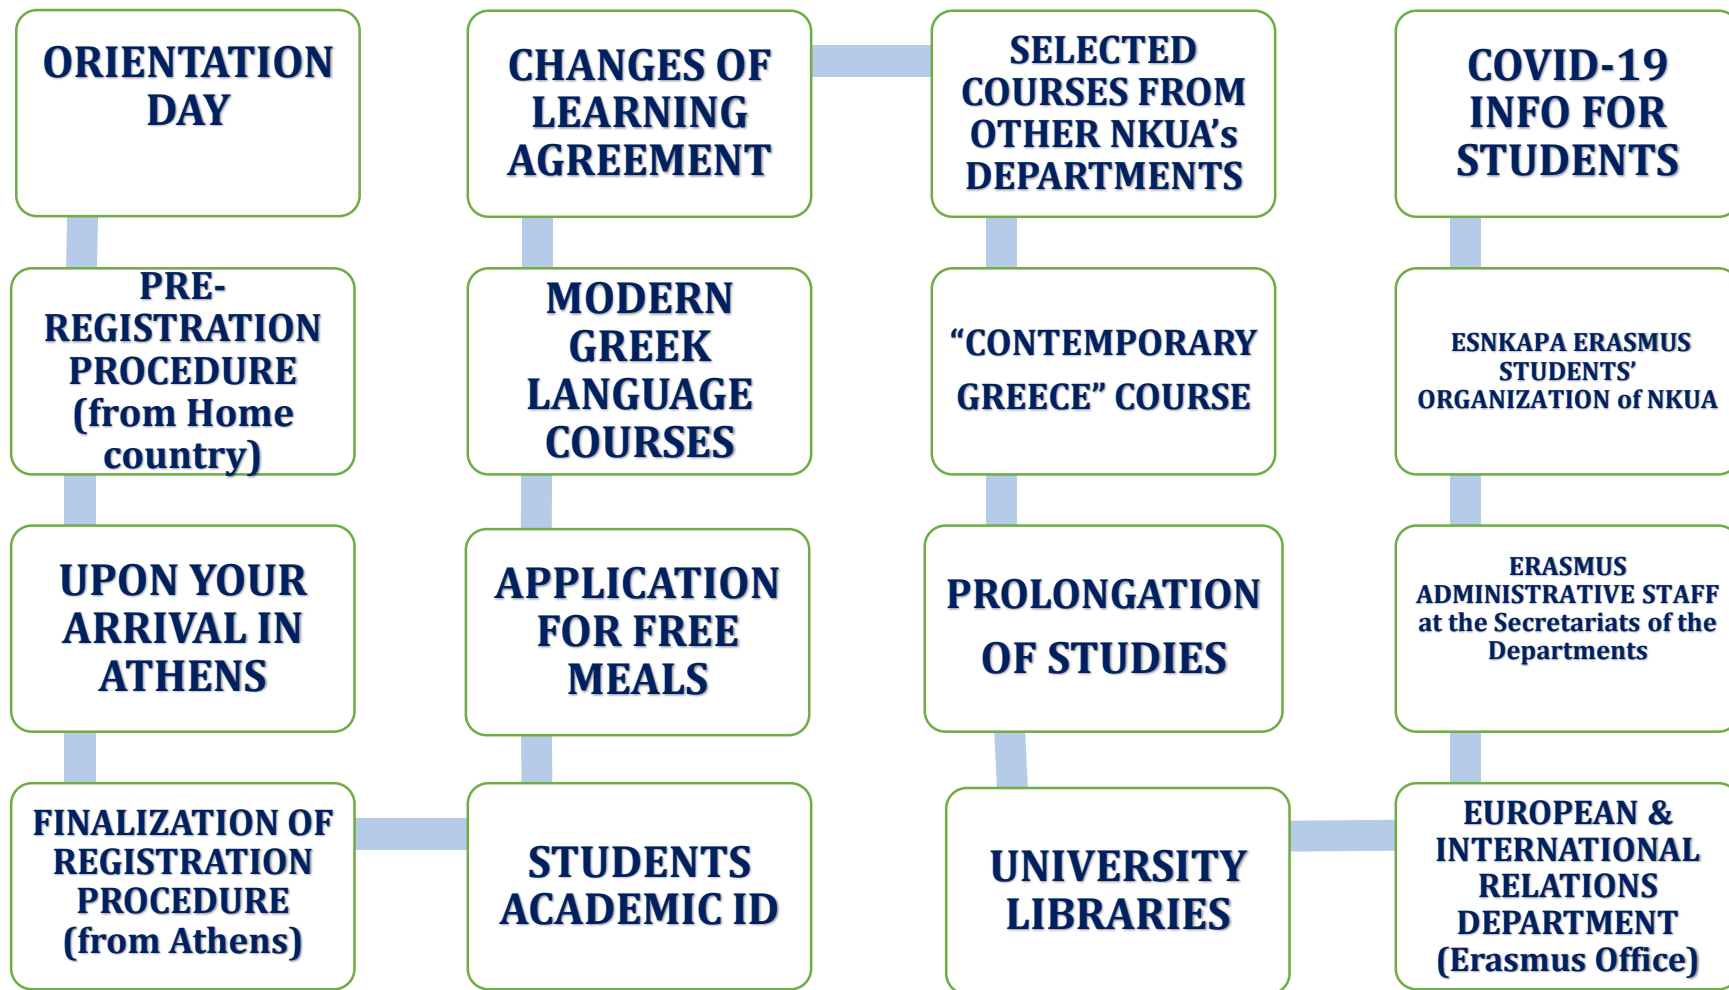 ORIENTATION
DAY
PRE-
REGISTRATION
PROCEDURE
(from Home
country)
UPON YOUR
ARRIVAL IN
ATHENS
FINALIZATION OF
REGISTRATION
PROCEDURE
(from Athens)
STUDENTS
ACADEMIC ID
APPLICATION
FOR FREE
MEALS
MODERN
GREEK
LANGUAGE
COURSES
CHANGES OF
LEARNING
AGREEMENT
SELECTED
COURSES FROM
OTHER NKUA's
DEPARTMENTS
“CONTEMPORARY
GREECE” COURSE
PROLONGATION
OF STUDIES
UNIVERSITY
LIBRARIES
EUROPEAN &
INTERNATIONAL
RELATIONS
DEPARTMENT
(Erasmus Office)
ERASMUS
ADMINISTRATIVE STAFF
at the Secretariats of the
Departments
ESNKAPA ERASMUS
STUDENTS’
ORGANIZATION of NKUA
COVID-19
INFO FOR
STUDENTS